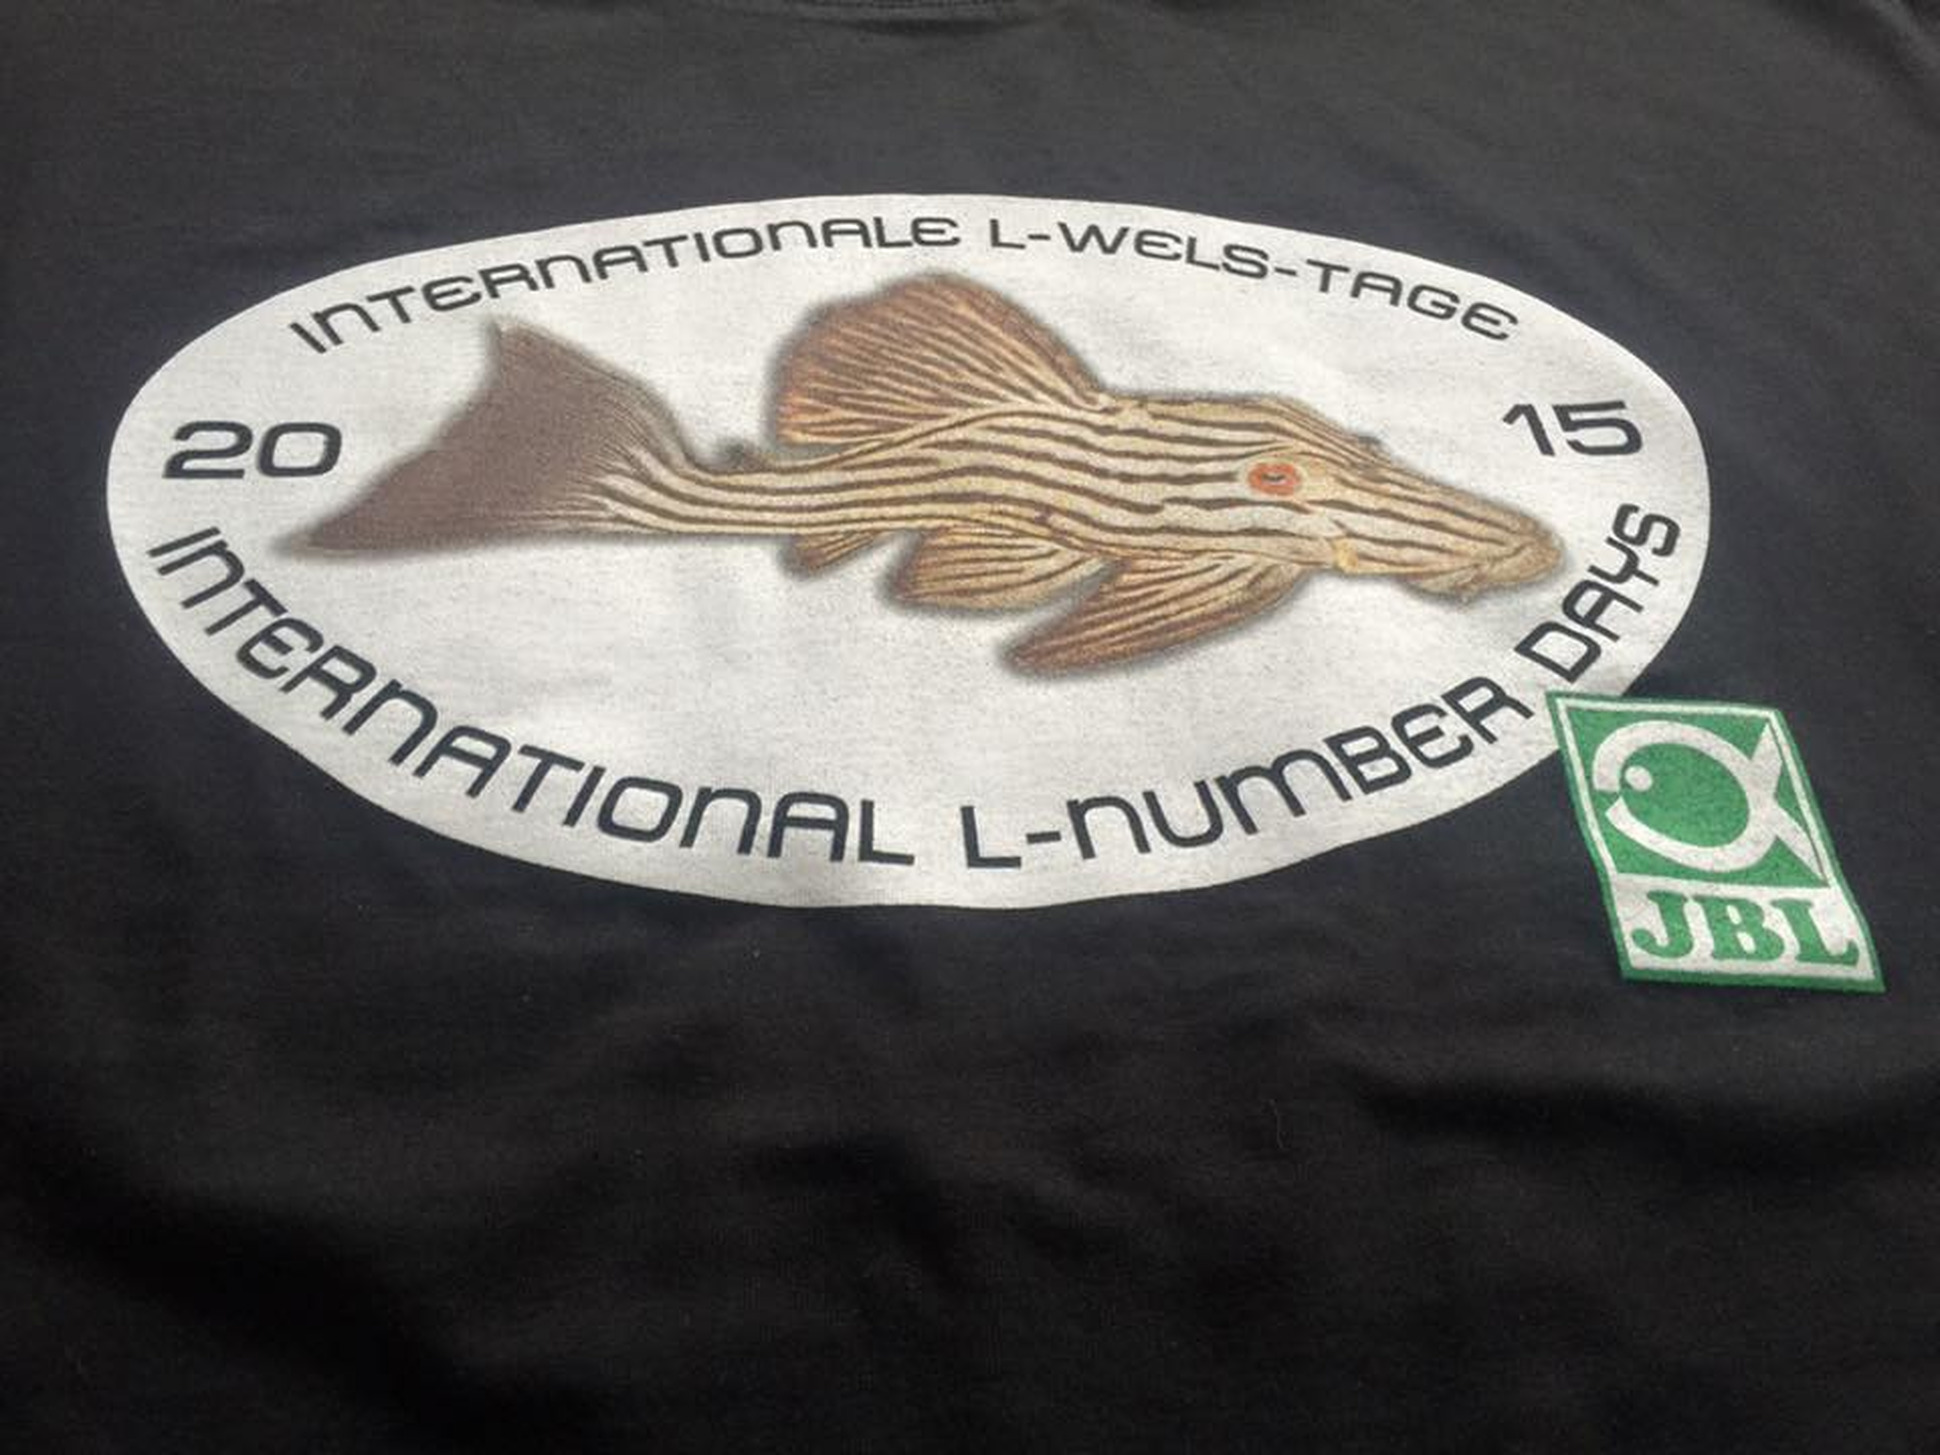 INTERNATIONALE L-WELS-TAGE
20 15
INTERNATIONAL L-NUMBER DAYS
JBL